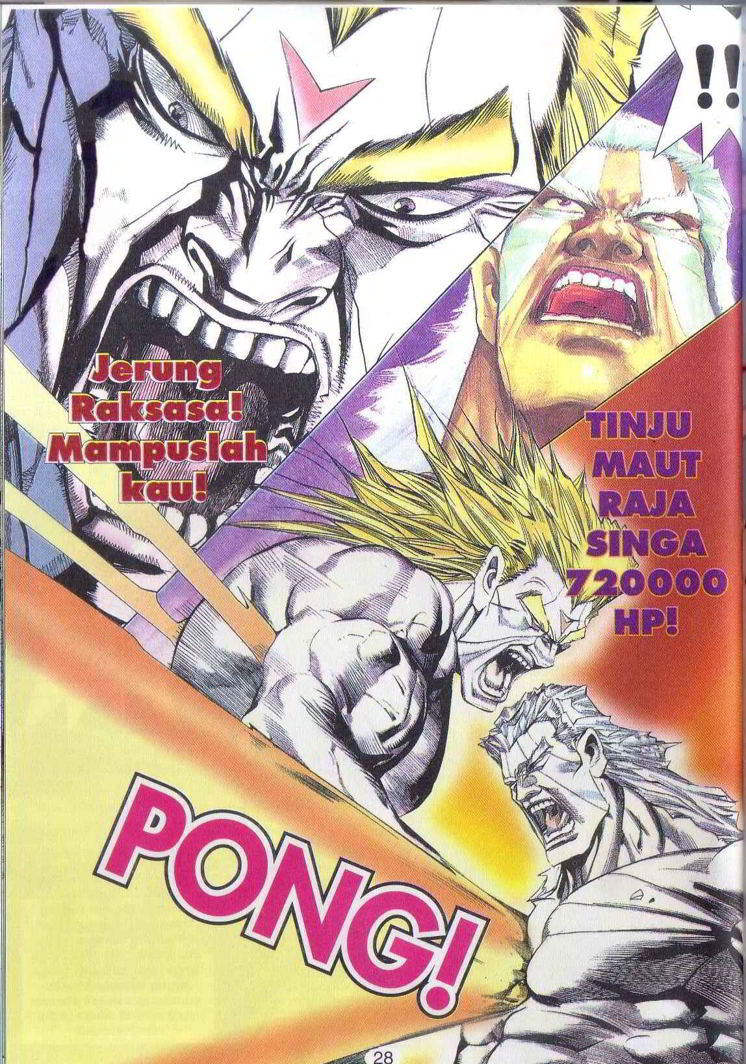 !!
Jerung
Raksasa!
Mampuslah
kau!
TINJU
MAUT
RAJA
SINGA
720000
HP!
PONG!
28